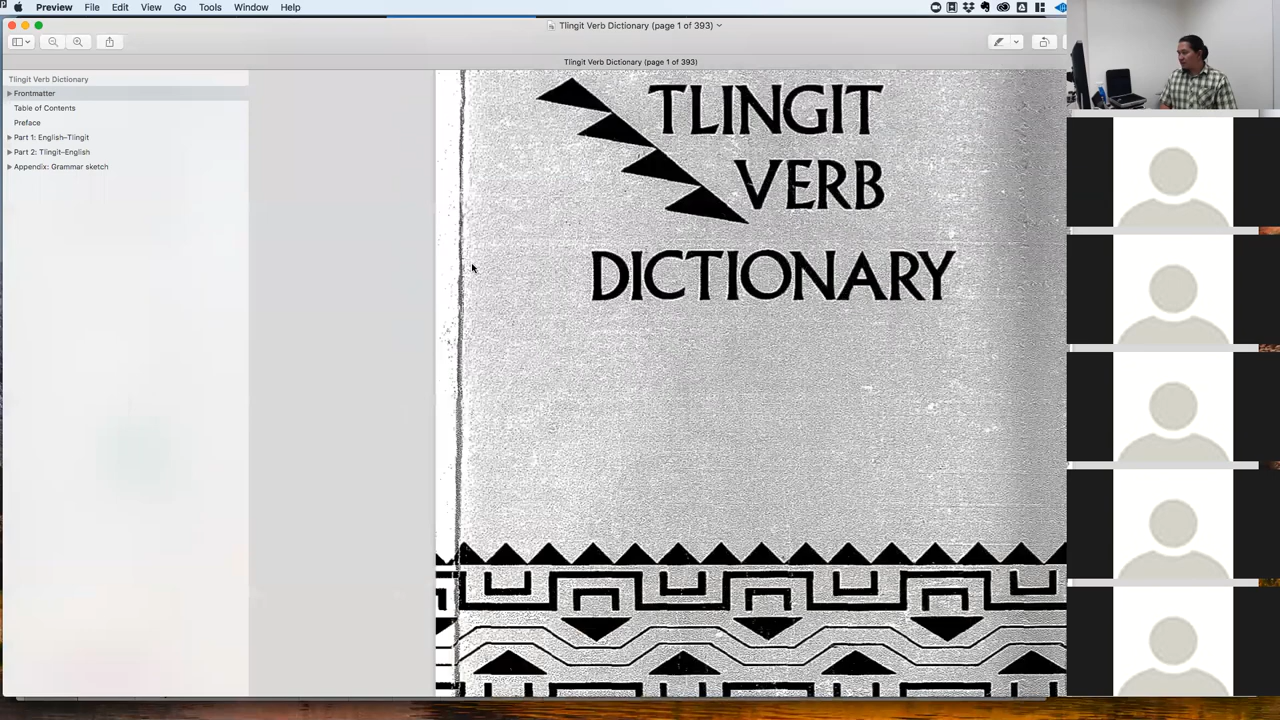 Preview File Edit View Go Tools Window Help
Tlingit Verb Dictionary (page 1 of 393)
Tlingit Verb Dictionary (page 1 of 393)
Tlingit Verb Dictionary
Frontmatter
Table of Contents
Preface
Part 1: English–Tlingit
Part 2: Tlingit–English
Appendix: Grammar sketch
TLINGIT
VERB
DICTIONARY